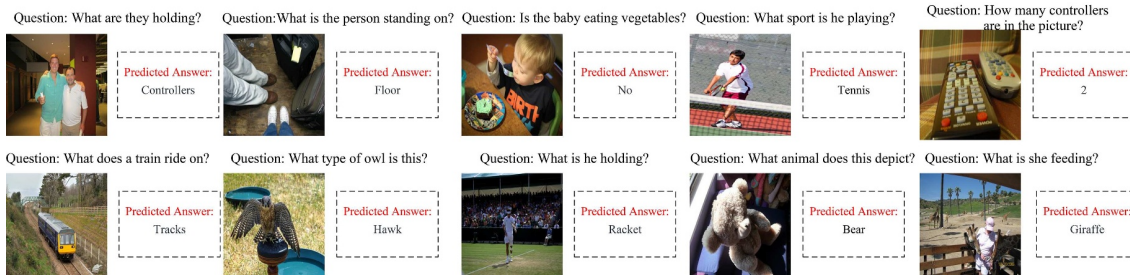 Question: What are they holding?
Predicted Answer:
Controllers
Question:What is the person standing on?
Predicted Answer:
Floor
Question: Is the baby eating vegetables?
BIRTH
Predicted Answer:
No
Question: What sport is he playing?
Predicted Answer:
Tennis
Question: How many controllers
are in the picture?
Predicted Answer:
2
Question: What does a train ride on?
Predicted Answer:
Tracks
Question: What type of owl is this?
Predicted Answer:
Hawk
Question: What is he holding?
Predicted Answer:
Racket
Question: What animal does this depict?
Predicted Answer:
Bear
Question: What is she feeding?
Predicted Answer:
Giraffe